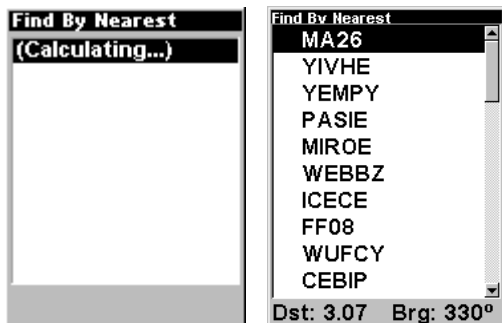 Find By Nearest
(Calculating...)
Find By Nearest
MA26
YIVHE
YEMPY
PASIE
MIROE
WEBBZ
ICECE
FF08
WUFCY
CEBIP
Dst: 3.07 Brg: 330º